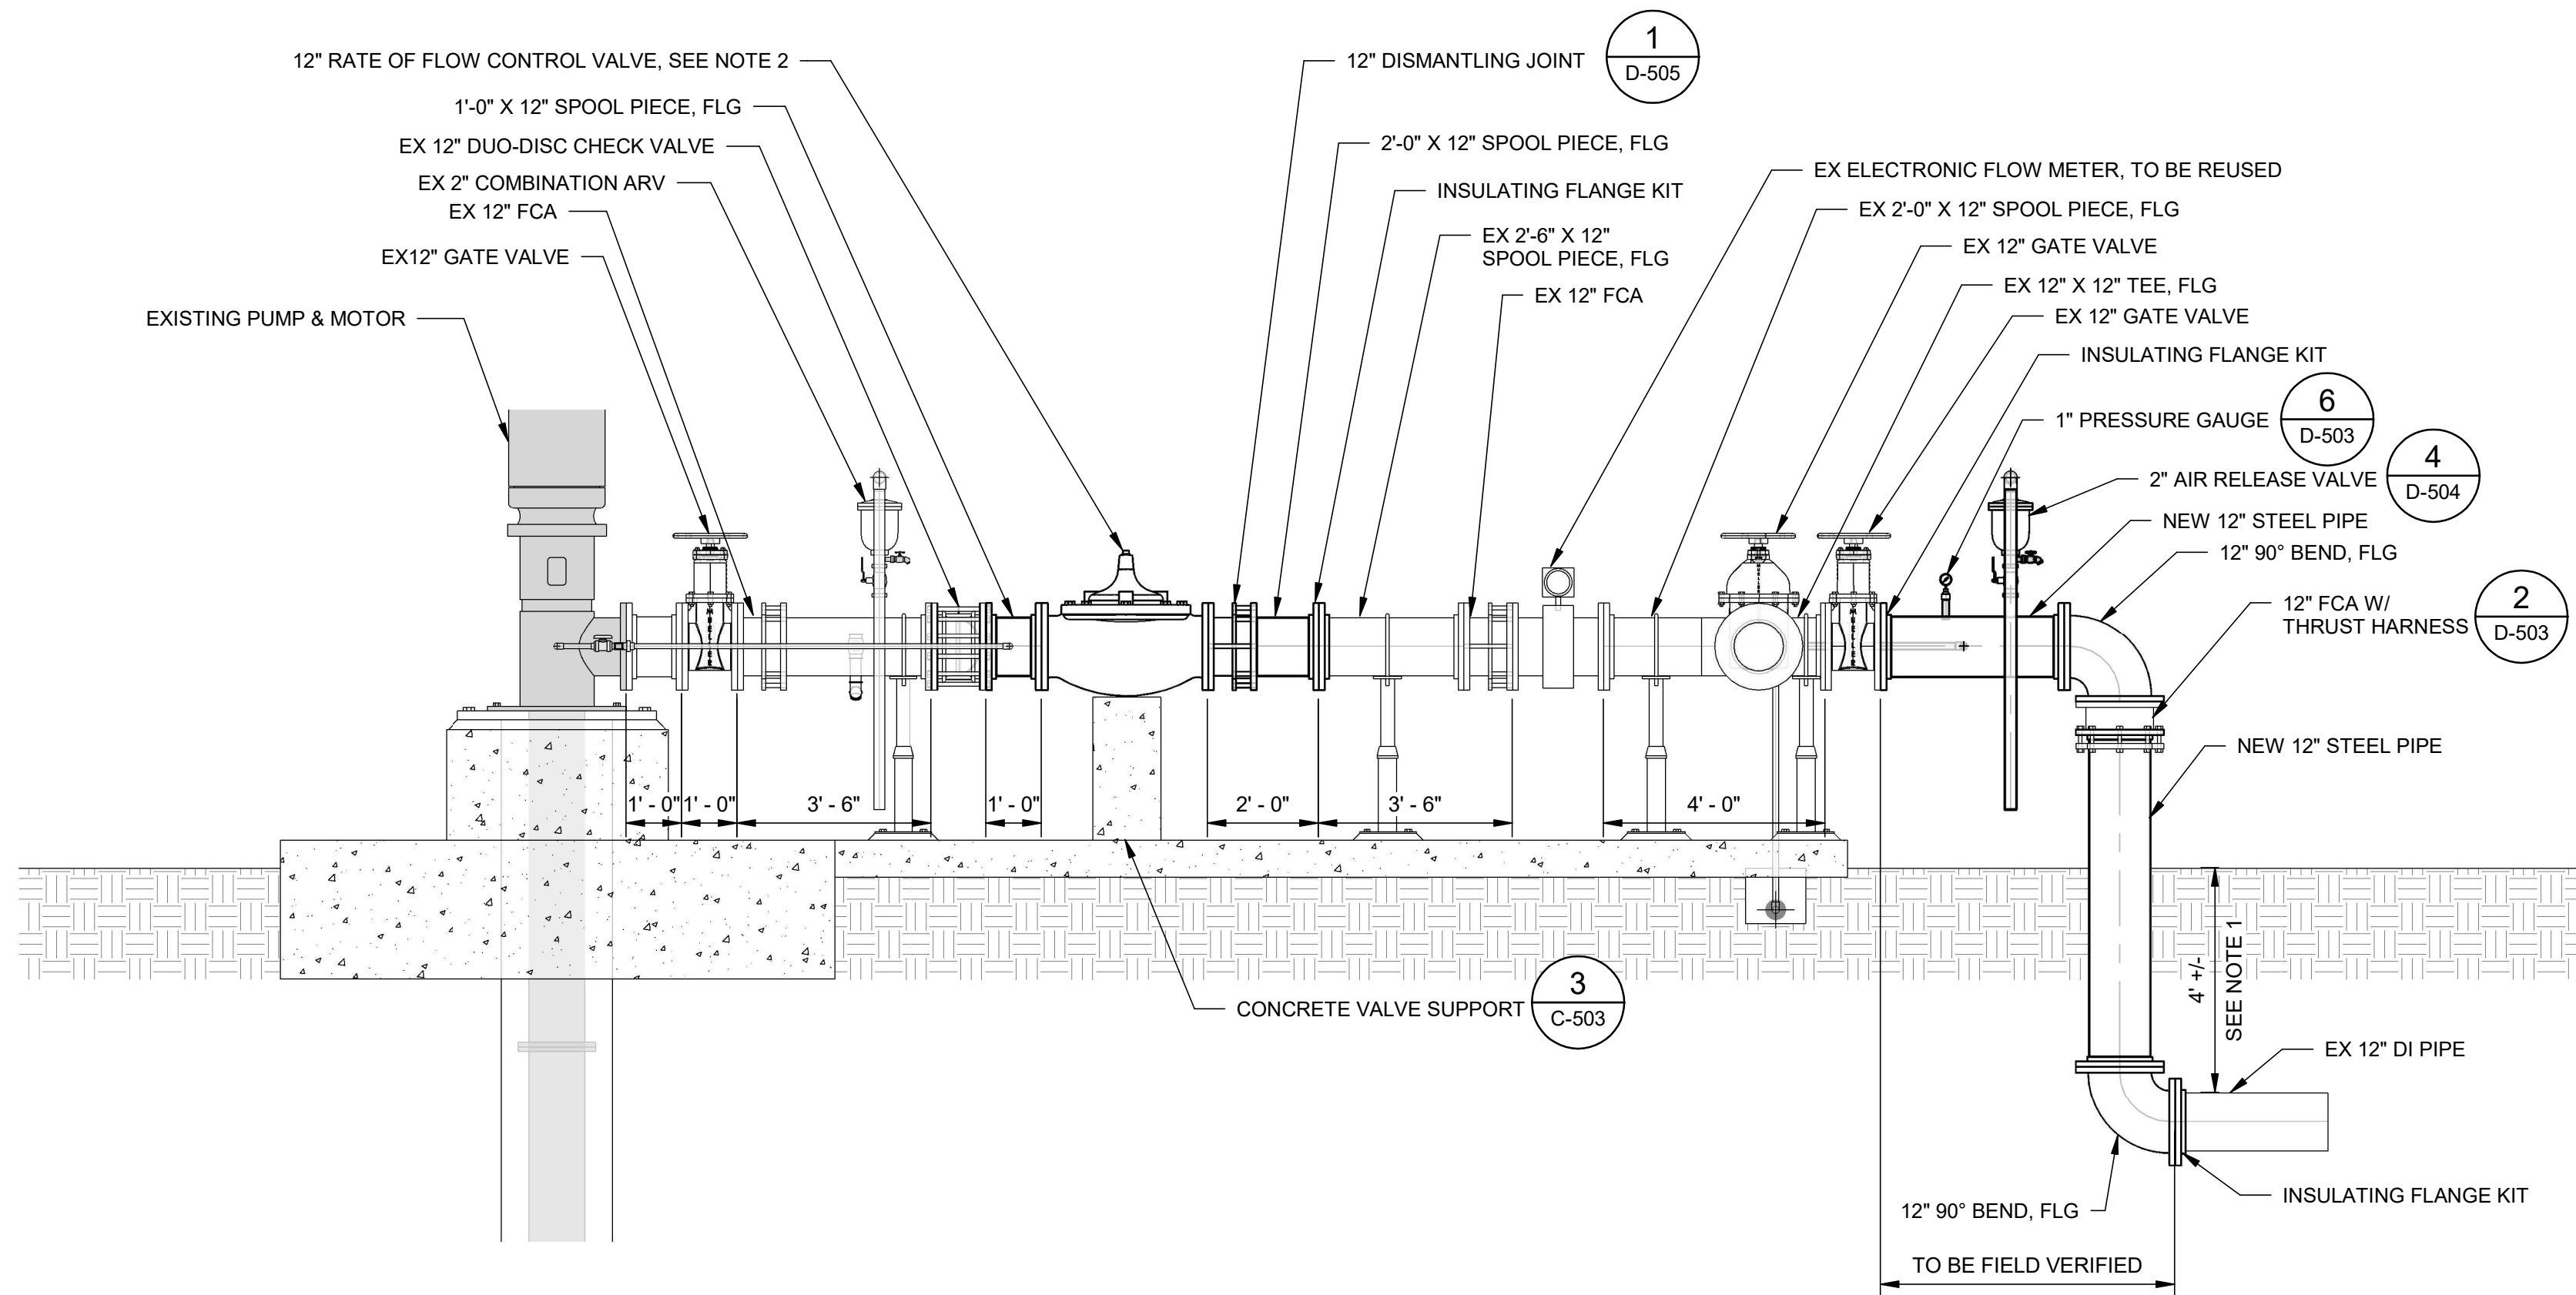 12" RATE OF FLOW CONTROL VALVE, SEE NOTE 2
1'-0" X 12" SPOOL PIECE, FLG
EX 12" DUO-DISC CHECK VALVE
EX 2" COMBINATION ARV
EX 12" FCA
EX12" GATE VALVE
EXISTING PUMP & MOTOR
12" DISMANTLING JOINT
1
D-505
2'-0" X 12" SPOOL PIECE, FLG
INSULATING FLANGE KIT
EX 2'-6" X 12"
SPOOL PIECE, FLG
EX 12" FCA
EX ELECTRONIC FLOW METER, TO BE REUSED
EX 2'-0" X 12" SPOOL PIECE, FLG
EX 12" GATE VALVE
EX 12" X 12" TEE, FLG
EX 12" GATE VALVE
INSULATING FLANGE KIT
1" PRESSURE GAUGE
6
D-503
2" AIR RELEASE VALVE
4
D-504
NEW 12" STEEL PIPE
12" 90° BEND, FLG
12" FCA W/
THRUST HARNESS
2
D-503
NEW 12" STEEL PIPE
MUELLER
MUELLER
1' - 0"
1' - 0"
3' - 6"
1' - 0"
2' - 0"
3' - 6"
4' - 0"
4' +/-
SEE NOTE 1
CONCRETE VALVE SUPPORT
3
C-503
EX 12" DI PIPE
INSULATING FLANGE KIT
12" 90° BEND, FLG
TO BE FIELD VERIFIED